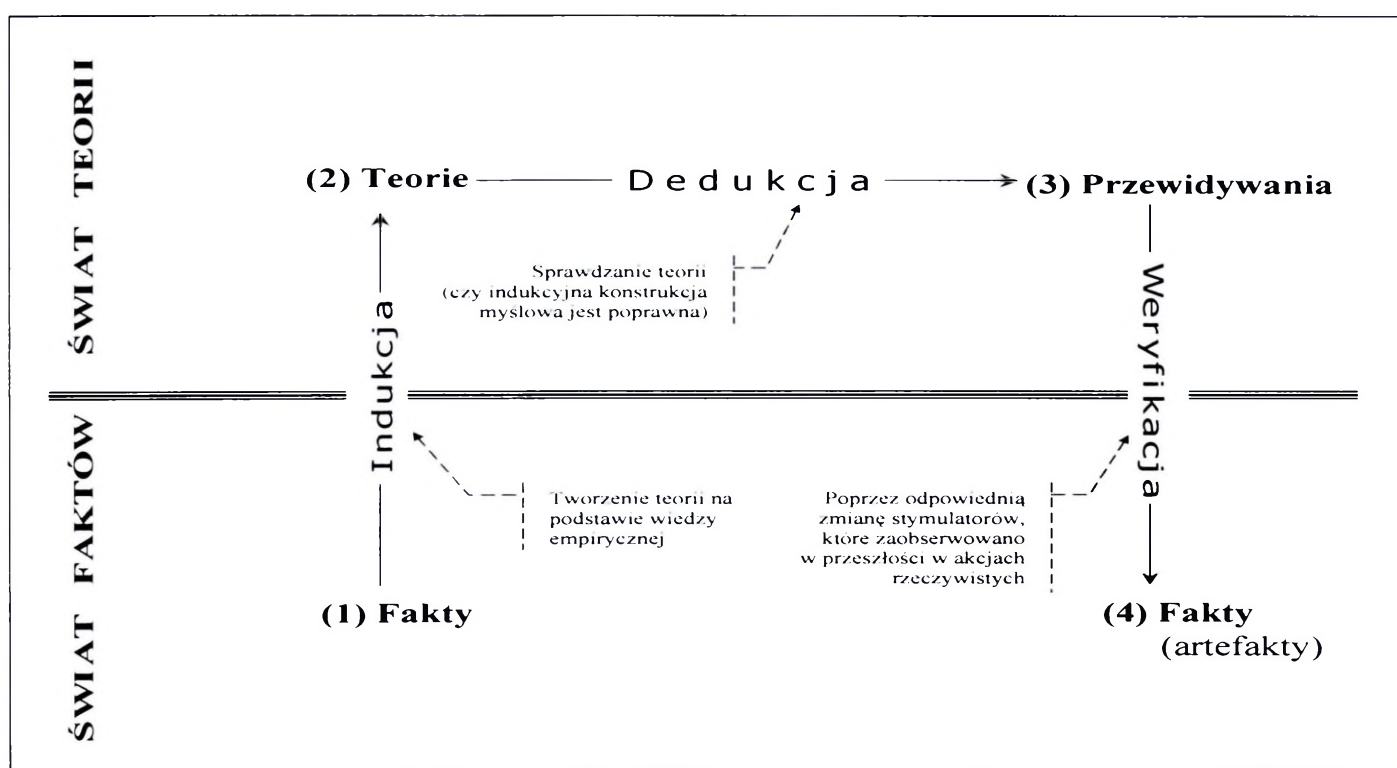 ŚWIAT TEORII
(2) Teorie
Dedukcja
(3) Przewidywania
Sprawdzanie teorii
(czy indukcyjna konstrukcja
myślowa jest poprawna)
Indukcja
Weryfikacja
ŚWIAT FAKTÓW
Tworzenie teorii na
podstawie wiedzy
empirycznej
Poprzez odpowiednią
zmianę stymulatorów,
które zaobserwowano
w przeszłości w akcjach
rzeczywistych
(1) Fakty
(4) Fakty
(artefakty)